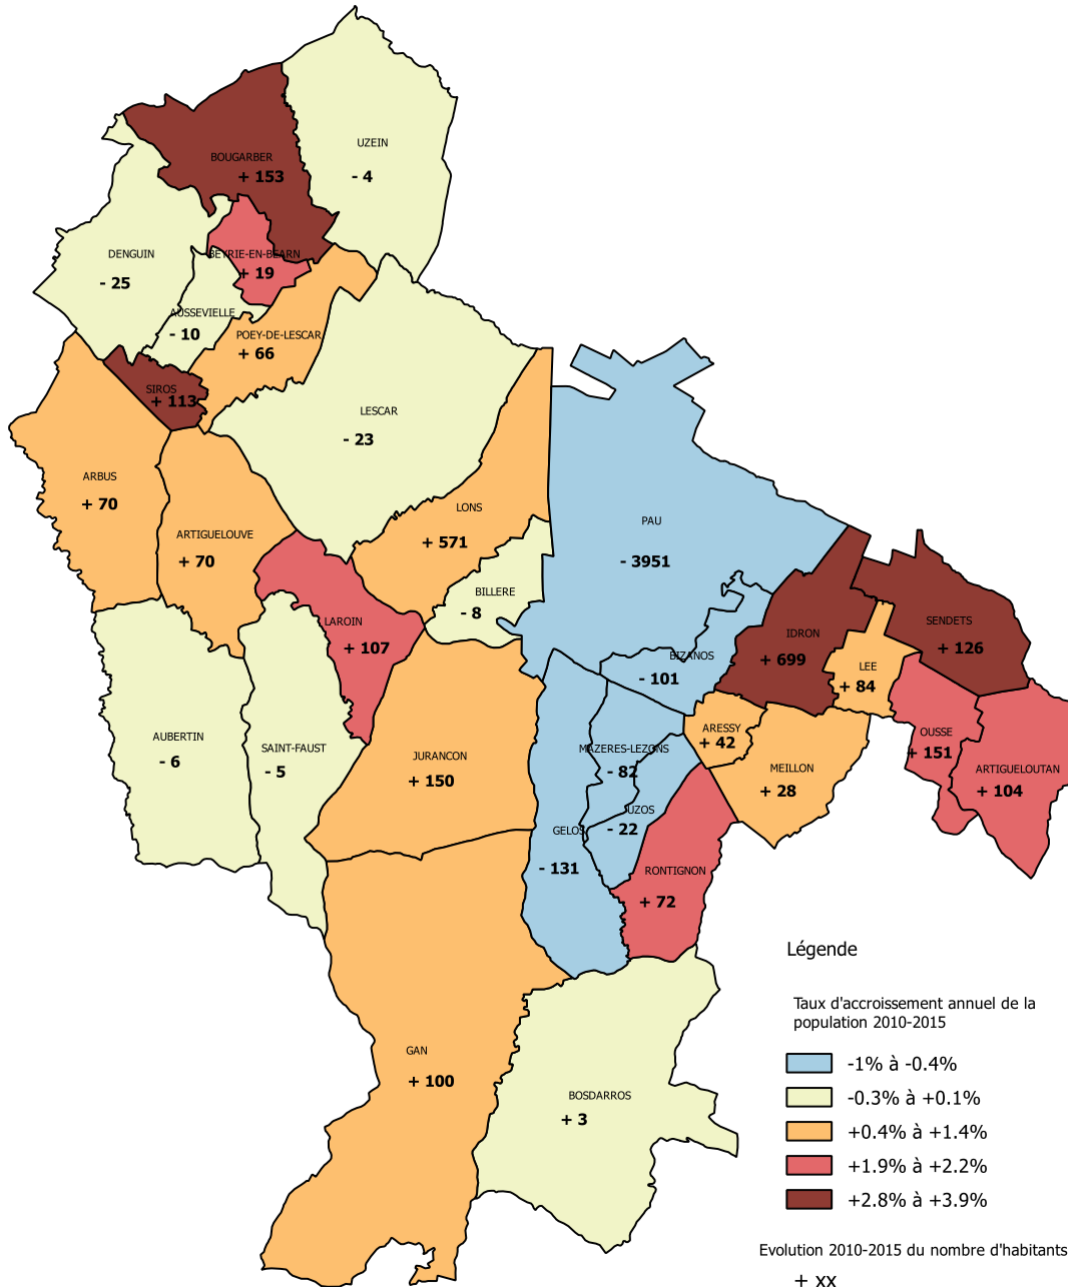 UZEIN
- 4
BOUGARBER
+ 153
DENGUIN
- 25
BEYRIE-EN-BEARN
+ 19
AUSSEVIELLE
- 10
POEY-DE-LESCAR
+ 66
SIROS
+ 113
LESCAR
- 23
ARBUS
+ 70
ARTIGUELOUVE
+ 70
LONS
+ 571
PAU
- 3951
BILLERE
- 8
LAROIN
+ 107
BIZANOS
- 101
IDRON
+ 699
SENDETS
+ 126
LEE
+ 84
AUBERTIN
- 6
SAINT-FAUST
- 5
JURANCON
+ 150
MAZERES-LEZONS
- 82
ARESSY
+ 42
MEILLON
+ 28
OUSSE
+ 151
ARTIGUELOUTAN
+ 104
UZOS
- 22
GELOS
- 131
RONTIGNON
+ 72
GAN
+ 100
BOSDARROS
+ 3
Légende
Taux d'accroissement annuel de la
population 2010-2015
-1% à -0.4%
-0.3% à +0.1%
+0.4% à +1.4%
+1.9% à +2.2%
+2.8% à +3.9%
Evolution 2010-2015 du nombre d'habitants
+ xx